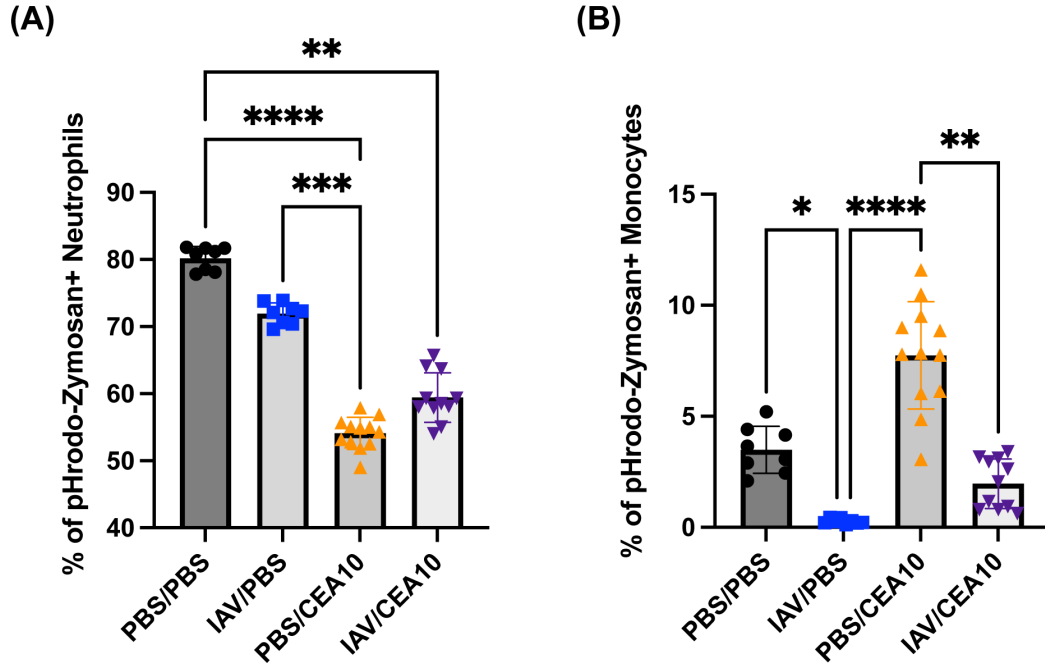 (A)
**
****
***
% of pHrodo-Zymosan+ Neutrophils
90
80
70
60
50
40
PBS/PBS
IAV/PBS
PBS/CEA10
IAV/CEA10
(B)
**
*
****
% of pHrodo-Zymosan+ Monocytes
15
10
5
0
PBS/PBS
IAV/PBS
PBS/CEA10
IAV/CEA10